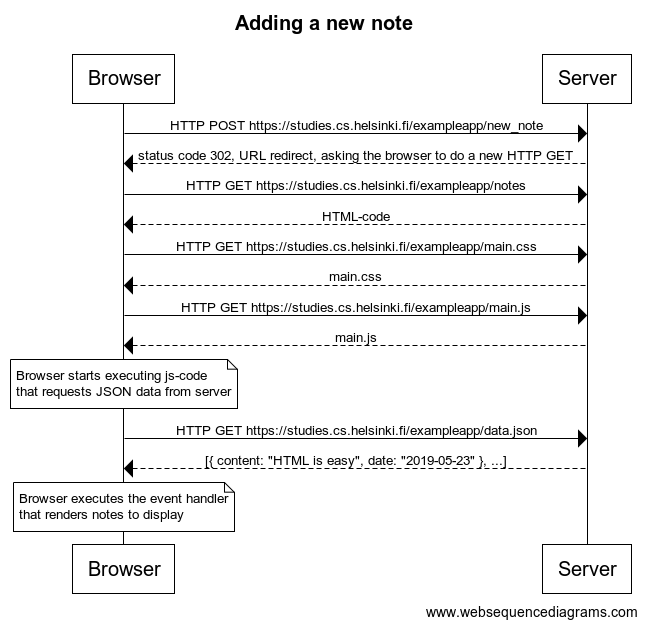 Adding a new note
Browser
Server
HTTP POST https://studies.cs.helsinki.fi/exampleapp/new_note
status code 302, URL redirect, asking the browser to do a new HTTP GET
HTTP GET https://studies.cs.helsinki.fi/exampleapp/notes
HTML-code
HTTP GET https://studies.cs.helsinki.fi/exampleapp/main.css
main.css
HTTP GET https://studies.cs.helsinki.fi/exampleapp/main.js
main.js
Browser starts executing js-code
that requests JSON data from server
HTTP GET https://studies.cs.helsinki.fi/exampleapp/data.json
[{ content: "HTML is easy", date: "2019-05-23" }, ...]
Browser executes the event handler
that renders notes to display
Browser
Server
www.websequencediagrams.com